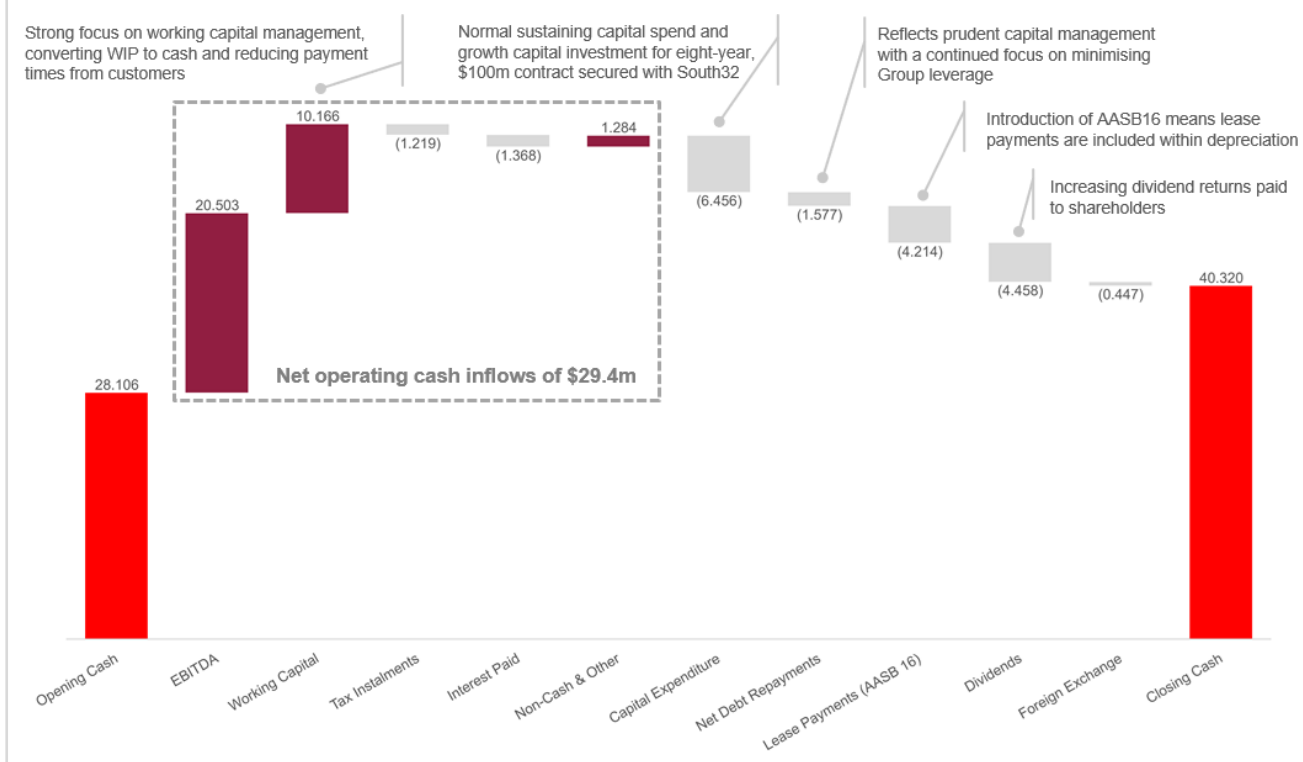 Strong focus on working capital management,
converting WIP to cash and reducing payment
times from customers
Normal sustaining capital spend and
growth capital investment for eight-year,
$100m contract secured with South32
Reflects prudent capital management
with a continued focus on minimising
Group leverage
Introduction of AASB16 means lease
payments are included within depreciation
Increasing dividend returns paid
to shareholders
28.106
20.503
10.166
(1.219)
(1.368)
1.284
(6.456)
(1.577)
(4.214)
(4.458)
(0.447)
40.320
Net operating cash inflows of $29.4m
Opening Cash
EBITDA
Working Capital
Tax Instalments
Interest Paid
Non-Cash & Other
Capital Expenditure
Net Debt Repayments
Lease Payments (AASB 16)
Dividends
Foreign Exchange
Closing Cash